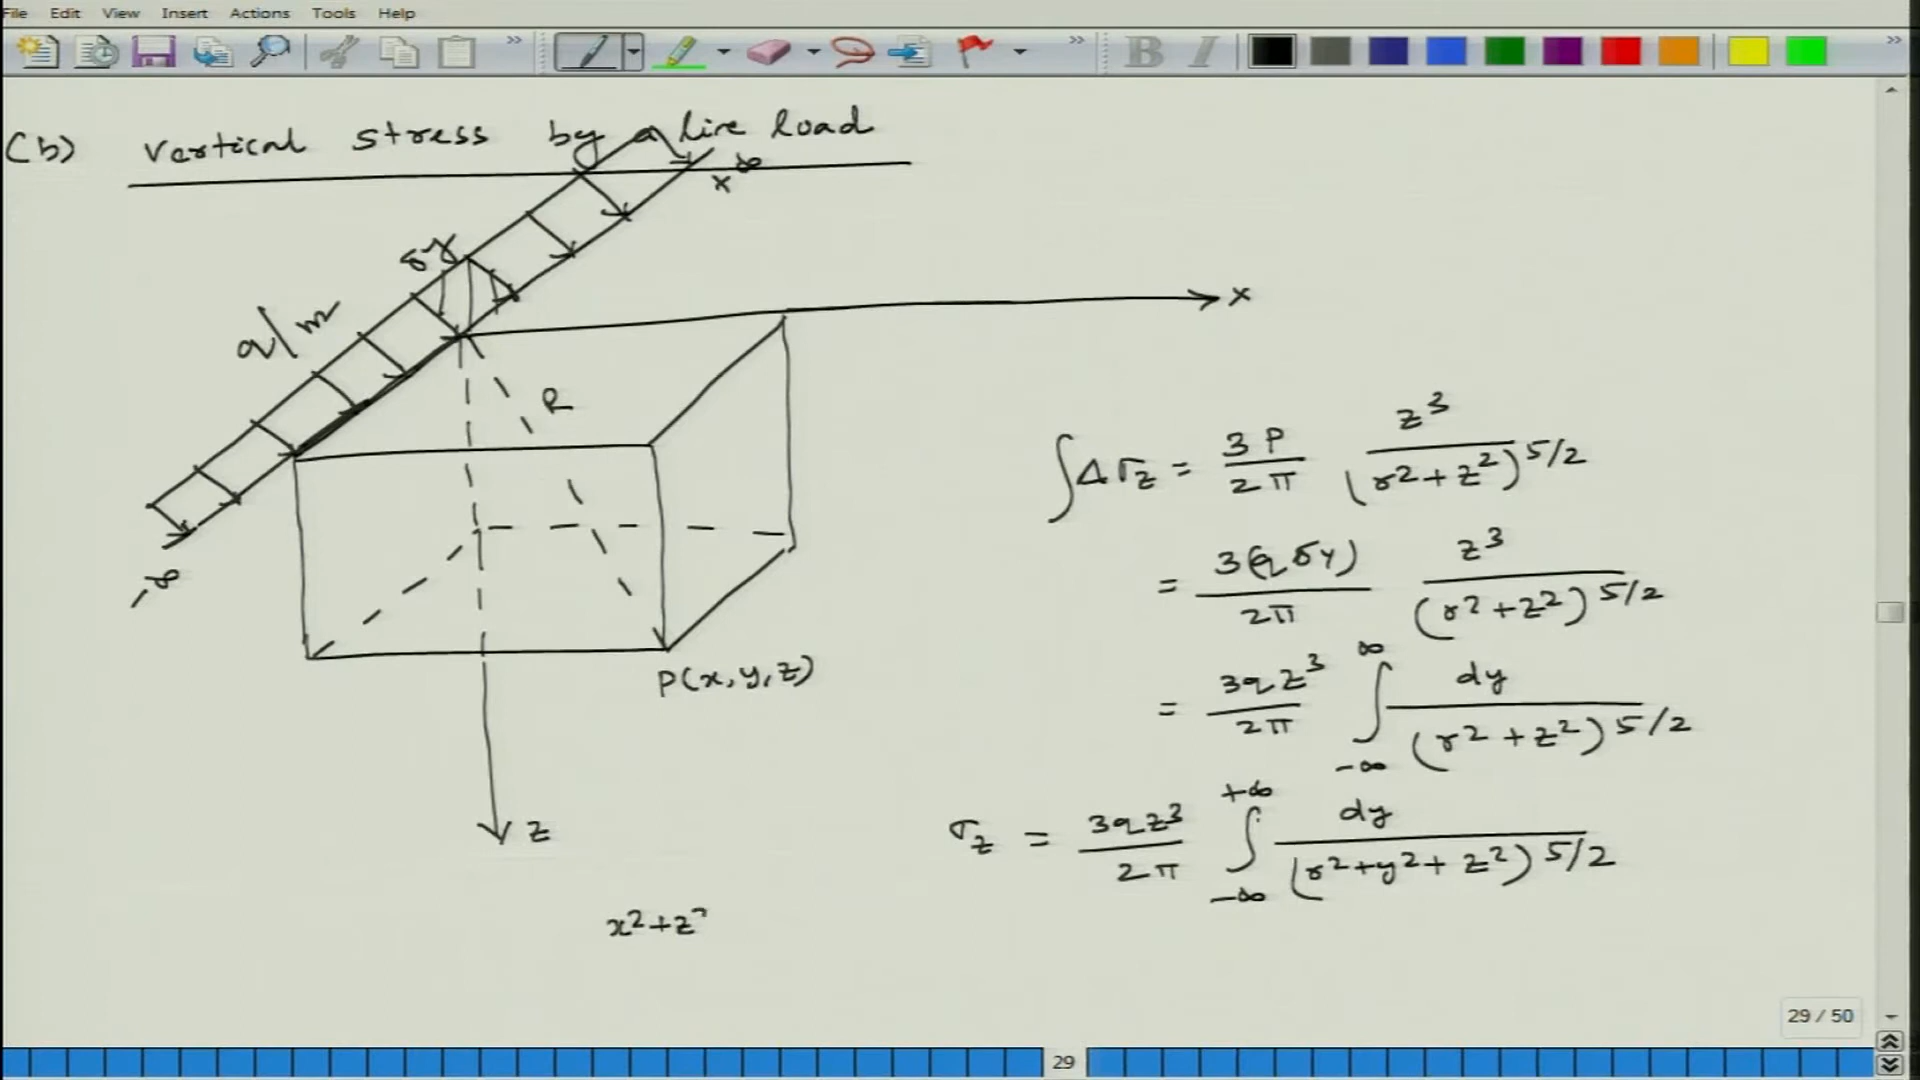 File Edit View Insert Actions Tools Help
B I
(b) Vertical stress by a line load
∞
x
δy
q/m
x
R
-∞
P(x,y,z)
z
x²+z²
∫Δσz = 3P/2π z³/(r²+z²)^5/2
= 3(qδy)/2π z³/(r²+z²)^5/2
= 3qz³/2π ∫_{-∞}^{∞} dy/(r²+z²)^5/2
σz = 3qz³/2π ∫_{-∞}^{+∞} dy/(x²+y²+z²)^5/2
29 / 50
29